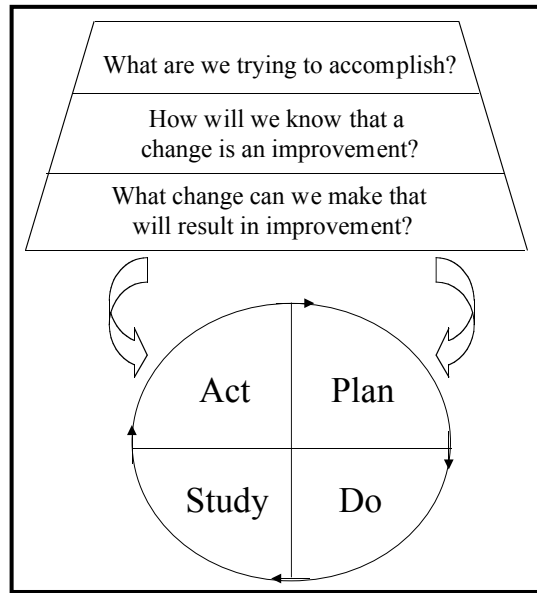 What are we trying to accomplish?
How will we know that a
change is an improvement?
What change can we make that
will result in improvement?
Act
Plan
Study
Do